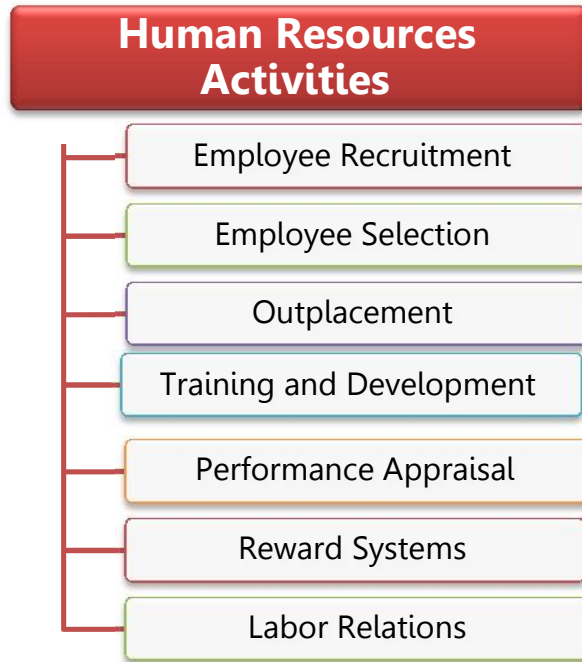 Human Resources
Activities
Employee Recruitment
Employee Selection
Outplacement
Training and Development
Performance Appraisal
Reward Systems
Labor Relations